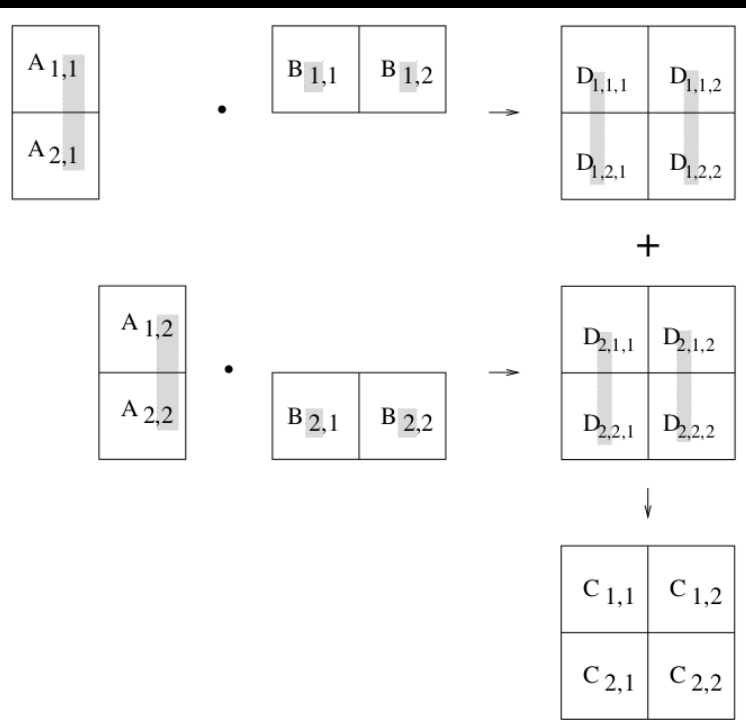 A 1,1 B 1,1 B 1,2 D1,1,1 D1,1,2
• →
A 2,1 D1,2,1 D1,2,2
+
A 1,2 D2,1,1 D2,1,2
• →
A 2,2 B 2,1 B 2,2 D2,2,1 D2,2,2
↓
C 1,1 C 1,2
C 2,1 C 2,2